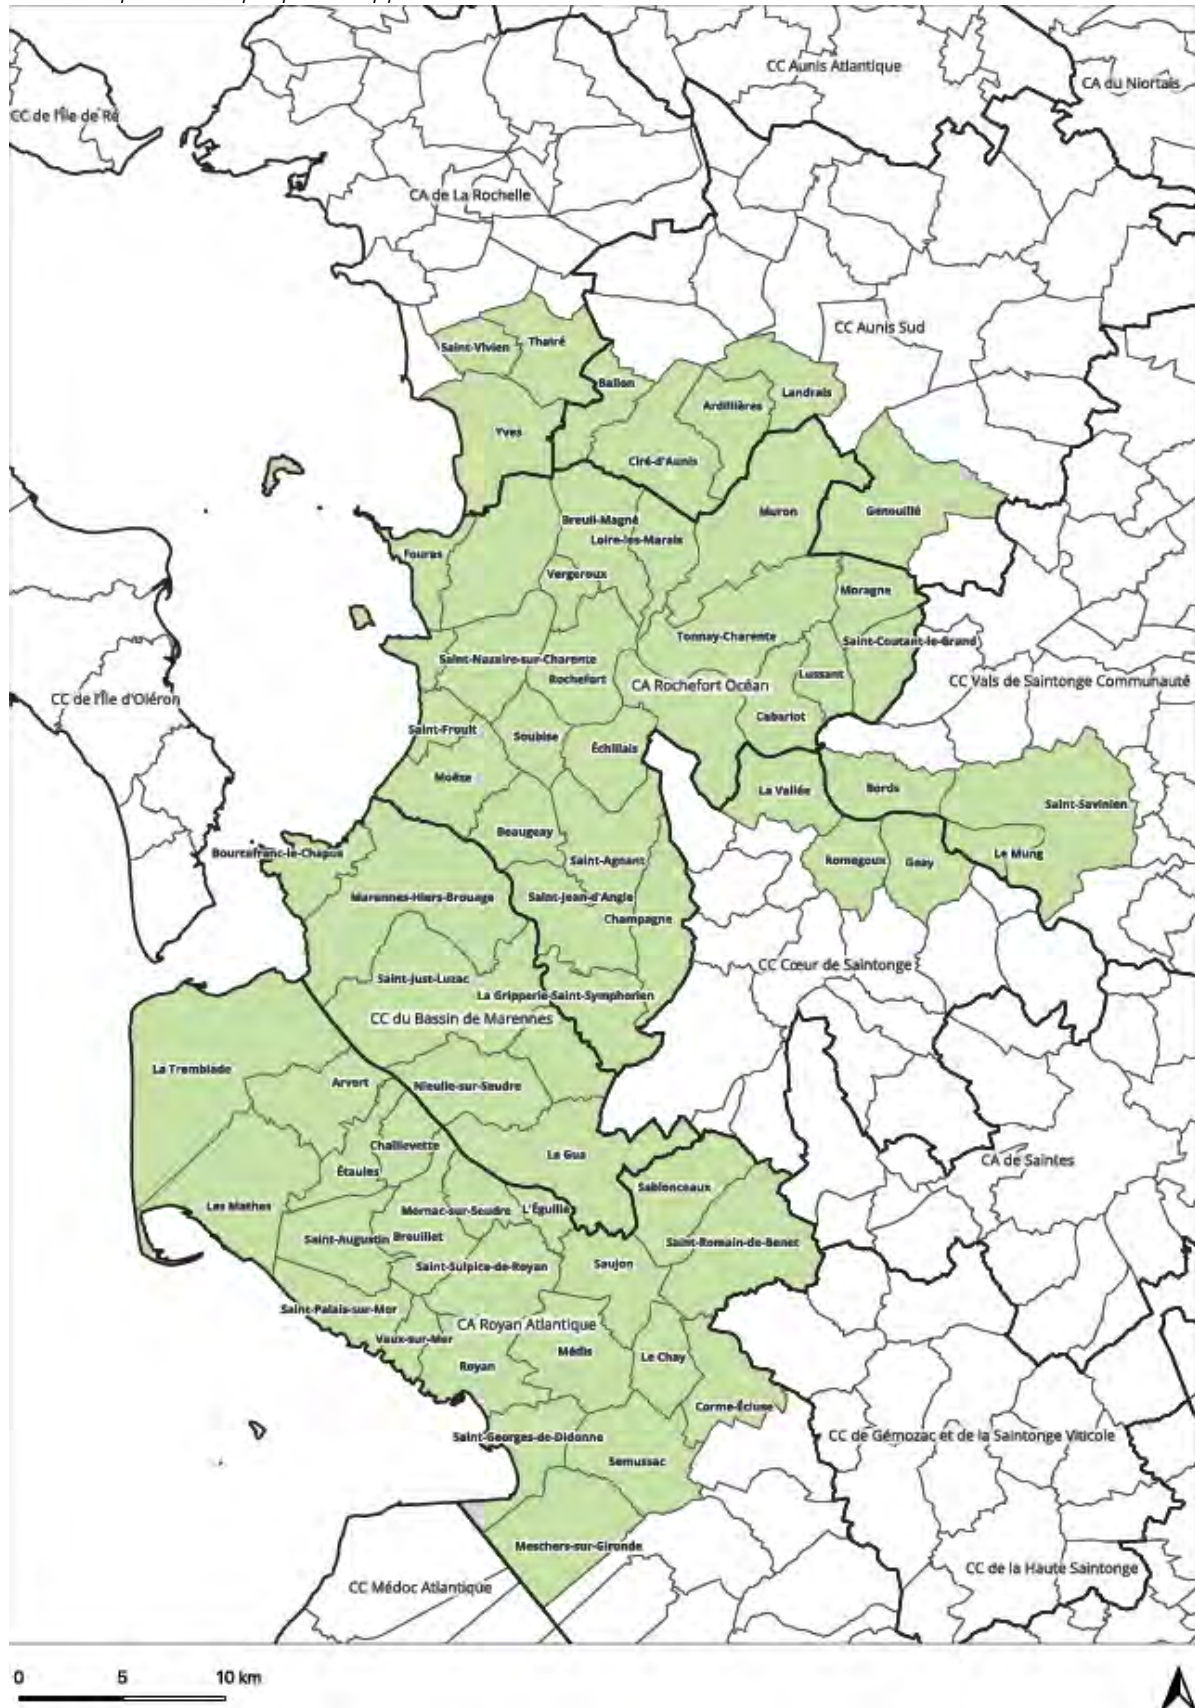 CC Aunis Atlantique
CA du Niortais
CC de l'Île de Ré
CA de La Rochelle
CC Aunis Sud
Saint-Vivien
Thairé
Ballon
Landrais
Ardillières
Yves
Ciré-d'Aunis
Muron
Genouillé
Breuil-Magné
Loire-les-Marais
Fouras
Vergeroux
Moragne
Tonnay-Charente
Saint-Coutant-le-Grand
Saint-Nazaire-sur-Charente
Rochefort
CA Rochefort Océan
Lussant
CC Vals de Saintonge Communauté
CC de l'Île d'Oléron
Cabariot
Saint-Froult
Soubise
Échillais
Moëze
La Vallée
Bords
Saint-Savinien
Beaugeay
Bourcefranc-le-Chapus
Saint-Agnant
Romegoux
Geay
Le Mung
Marennes-Hiers-Brouage
Saint-Jean-d'Angle
Champagne
CC Cœur de Saintonge
Saint-Just-Luzac
La Gripperie-Saint-Symphorien
CC du Bassin de Marennes
La Tremblade
Arvert
Nieulle-sur-Seudre
Chaillevette
Le Gua
CA de Saintes
Étaules
Sablonceaux
Les Mathes
Mornac-sur-Seudre
L'Éguille
Saint-Augustin
Breuillet
Saint-Romain-de-Benet
Saint-Sulpice-de-Royan
Saujon
Saint-Palais-sur-Mer
CA Royan Atlantique
Vaux-sur-Mer
Médis
Le Chay
Royan
Corme-Écluse
Saint-Georges-de-Didonne
CC de Gémozac et de la Saintonge Viticole
Semussac
Meschers-sur-Gironde
CC de la Haute Saintonge
CC Médoc Atlantique
0 5 10 km